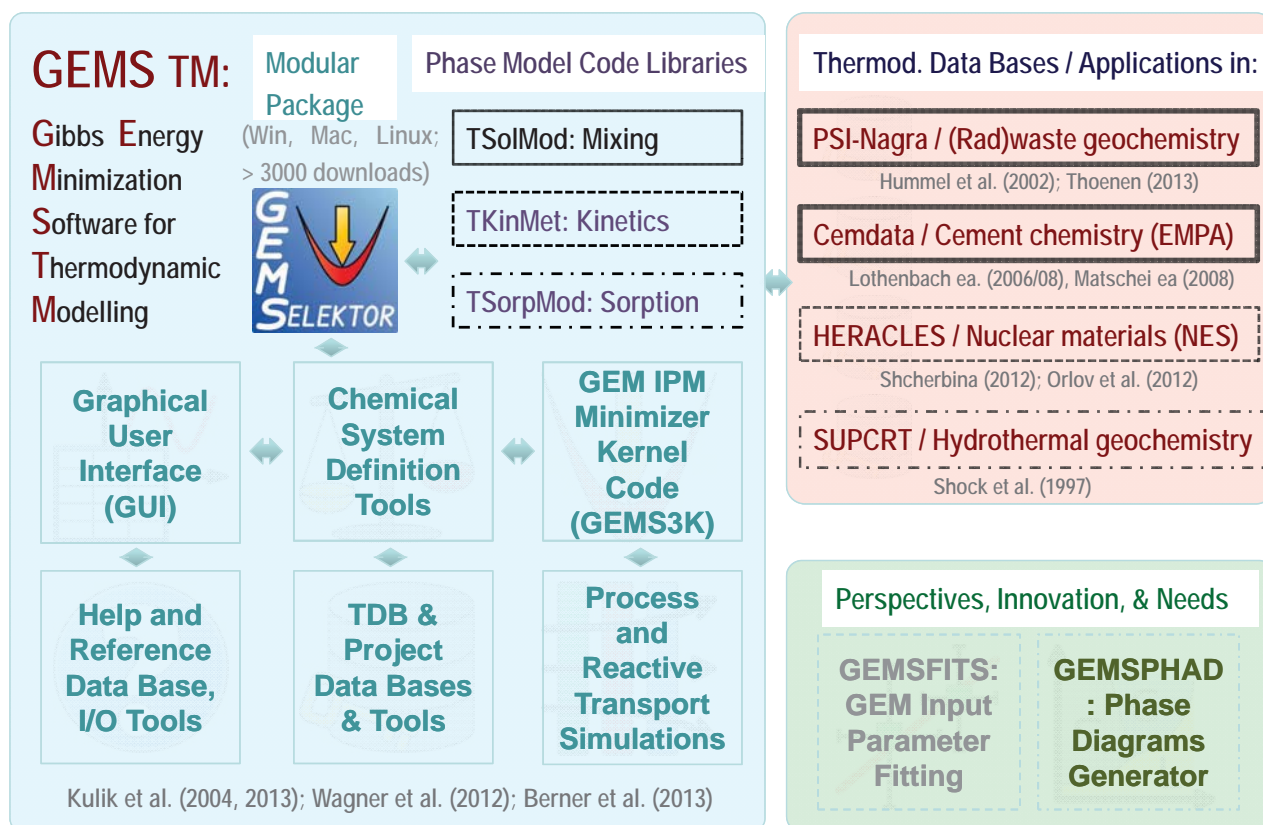 GEMS TM:
Modular
Package
Phase Model Code Libraries
Gibbs Energy
Minimization
Software for
Thermodynamic
Modelling
(Win, Mac, Linux;
> 3000 downloads)
GEM
SELEKTOR
TSolMod: Mixing
TKinMet: Kinetics
TSorpMod: Sorption
Graphical
User
Interface
(GUI)
Chemical
System
Definition
Tools
GEM IPM
Minimizer
Kernel
Code
(GEMS3K)
Help and
Reference
Data Base,
I/O Tools
TDB &
Project
Data Bases
& Tools
Process
and
Reactive
Transport
Simulations
Kulik et al. (2004, 2013); Wagner et al. (2012); Berner et al. (2013)
Thermod. Data Bases / Applications in:
PSI-Nagra / (Rad)waste geochemistry
Hummel et al. (2002); Thoenen (2013)
Cemdata / Cement chemistry (EMPA)
Lothenbach ea. (2006/08), Matschei ea (2008)
HERACLES / Nuclear materials (NES)
Shcherbina (2012); Orlov et al. (2012)
SUPCRT / Hydrothermal geochemistry
Shock et al. (1997)
Perspectives, Innovation, & Needs
GEMSFITS:
GEM Input
Parameter
Fitting
GEMSPHAD
: Phase
Diagrams
Generator